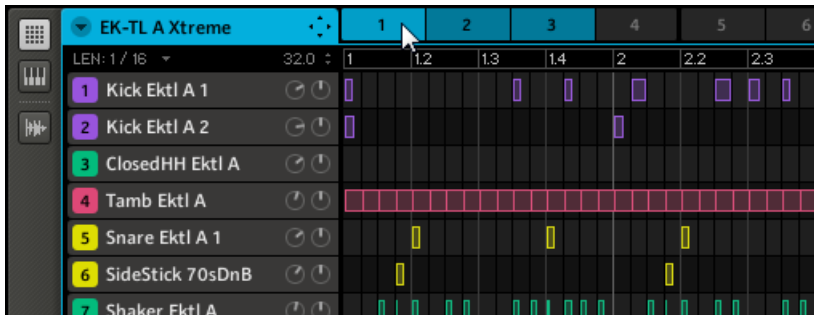 EK-TL A Xtreme 1 2 3 4 5 6
LEN: 1 / 16 32.0 1 1.2 1.3 1.4 2 2.2 2.3
1 Kick Ektl A 1
2 Kick Ektl A 2
3 ClosedHH Ektl A
4 Tamb Ektl A
5 Snare Ektl A 1
6 SideStick 70sDnB
7 Shaker Ektl A